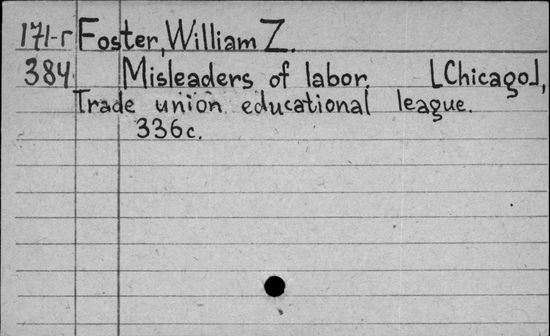 171-r Foster, William Z.
384 Misleaders of labor. [Chicago],
Trade union educational league.
336c.